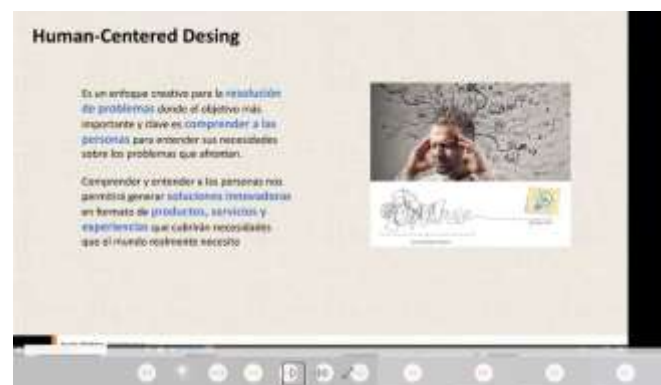 Human-Centered Desing
Es un enfoque creativo para la resolución
de problemas donde el objetivo más
importante y clave es comprender a las
personas para entender sus necesidades
sobre los problemas que afrontan.
Comprender y entender a las personas nos
permitirá generar soluciones innovadoras
en formato de productos, servicios y
experiencias que cubrirán necesidades
que el mundo realmente necesito